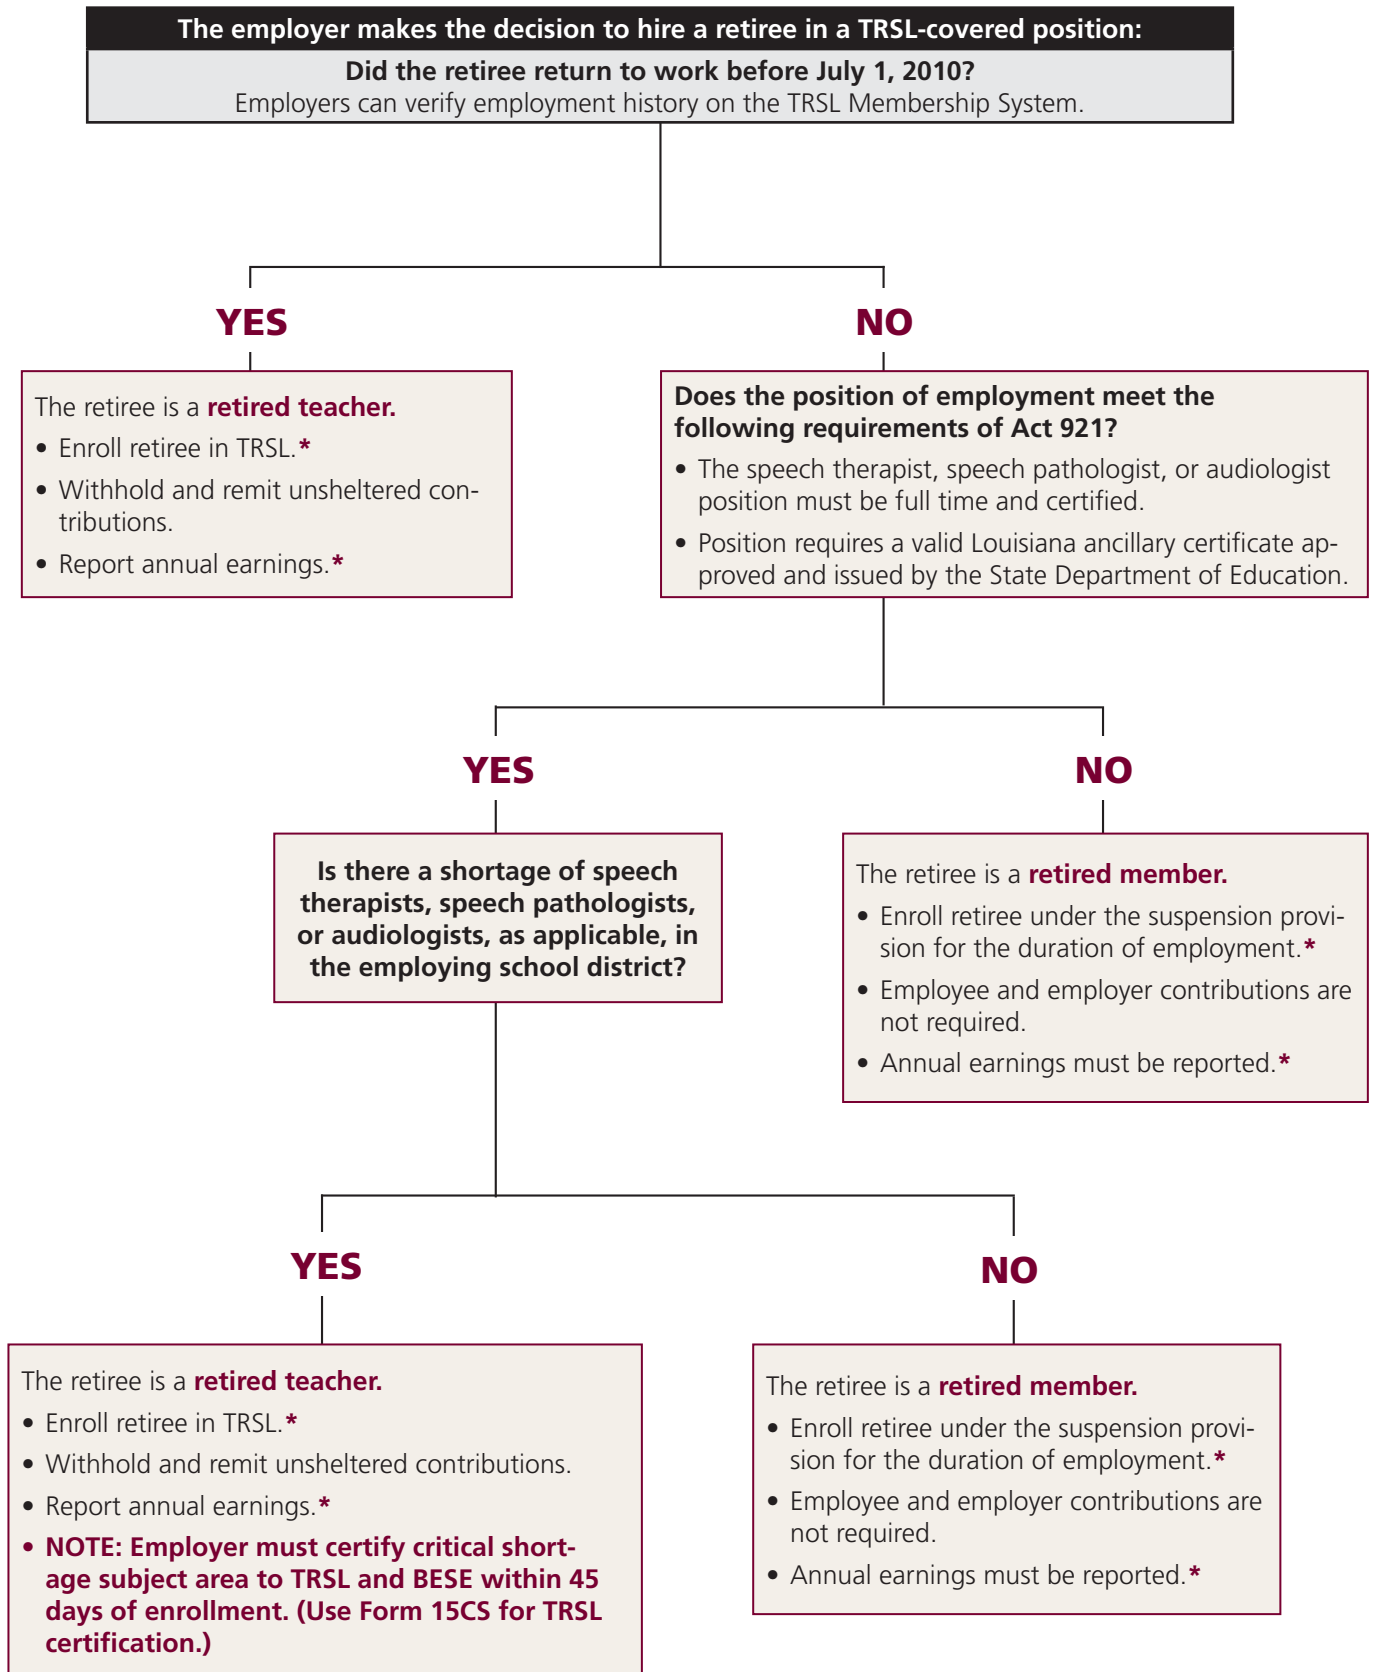 The employer makes the decision to hire a retiree in a TRSL-covered position:
Did the retiree return to work before July 1, 2010?
Employers can verify employment history on the TRSL Membership System.
YES
NO
The retiree is a retired teacher.
• Enroll retiree in TRSL.*
• Withhold and remit unsheltered con-
tributions.
• Report annual earnings.*
Does the position of employment meet the
following requirements of Act 921?
• The speech therapist, speech pathologist, or audiologist
position must be full time and certified.
• Position requires a valid Louisiana ancillary certificate ap-
proved and issued by the State Department of Education.
YES
NO
Is there a shortage of speech
therapists, speech pathologists,
or audiologists, as applicable, in
the employing school district?
The retiree is a retired member.
• Enroll retiree under the suspension provi-
sion for the duration of employment.*
• Employee and employer contributions are
not required.
• Annual earnings must be reported.*
YES
NO
The retiree is a retired teacher.
• Enroll retiree in TRSL.*
• Withhold and remit unsheltered contributions.
• Report annual earnings.*
• NOTE: Employer must certify critical short-
age subject area to TRSL and BESE within 45
days of enrollment. (Use Form 15CS for TRSL
certification.)
The retiree is a retired member.
• Enroll retiree under the suspension provi-
sion for the duration of employment.*
• Employee and employer contributions are
not required.
• Annual earnings must be reported.*